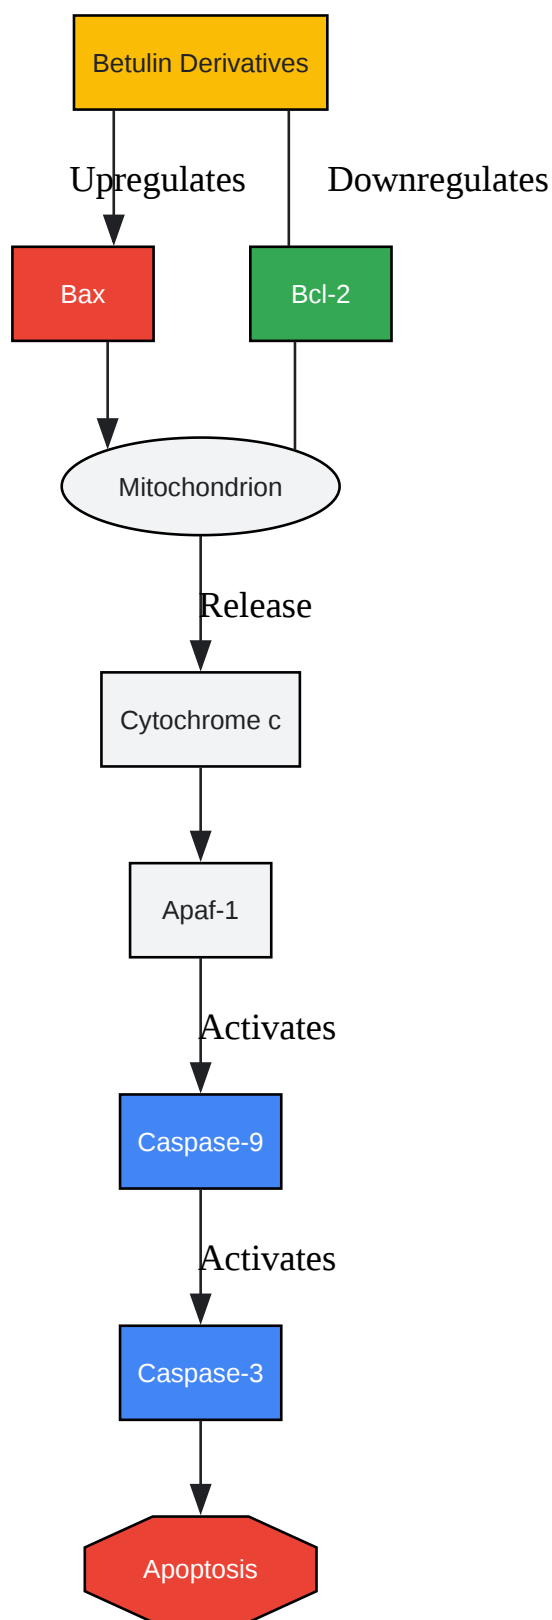 Betulin Derivatives
Upregulates
Downregulates
Bax
Bcl-2
Mitochondrion
Release
Cytochrome c
Apaf-1
Activates
Caspase-9
Activates
Caspase-3
Apoptosis